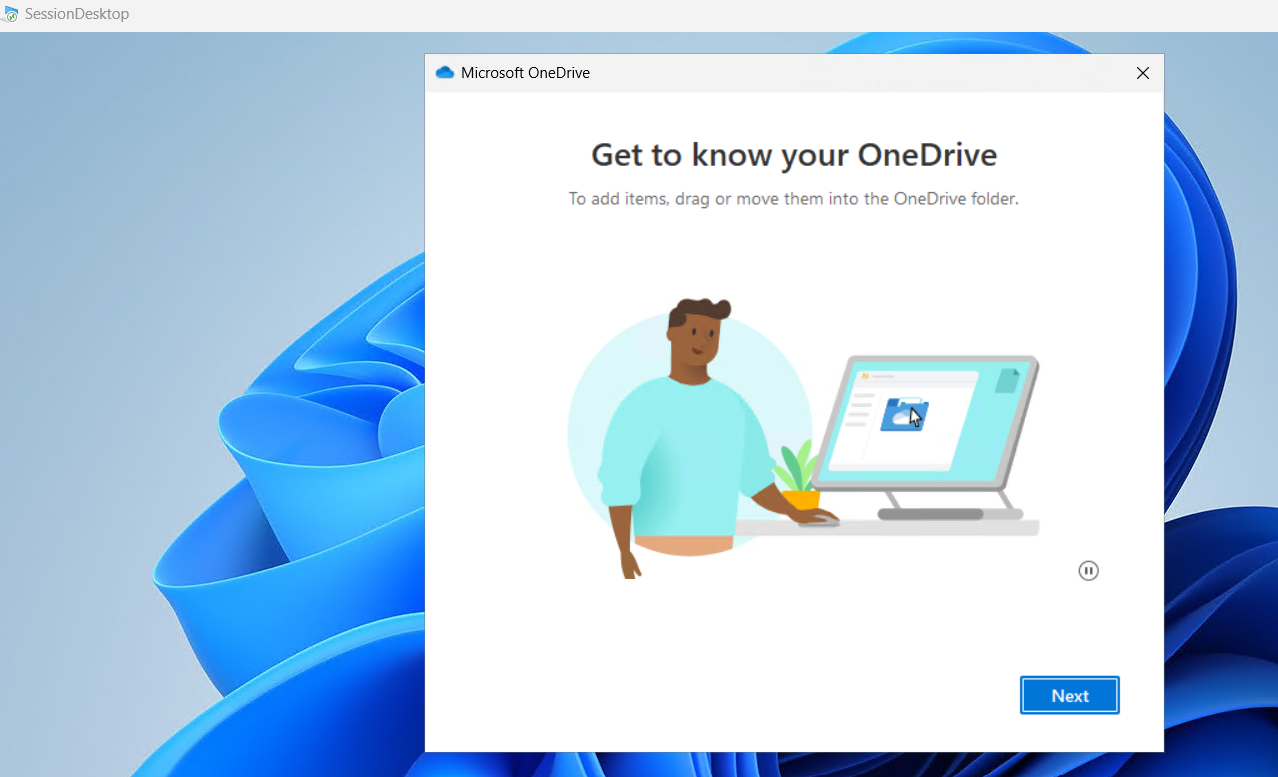 SessionDesktop
Microsoft OneDrive
Get to know your OneDrive
To add items, drag or move them into the OneDrive folder.
Next